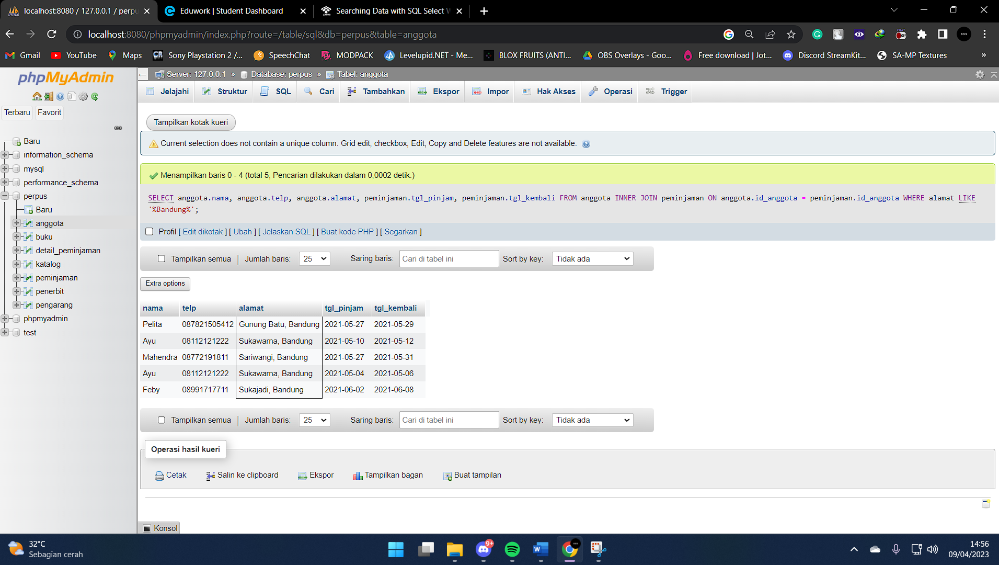 localhost:8080 / 127.0.0.1 / perpu
Eduwork | Student Dashboard
Searching Data with SQL Select W
localhost:8080/phpmyadmin/index.php?route=/table/sql&db=perpus&table=anggota
Gmail
YouTube
Maps
Sony Playstation 2 /...
SpeechChat
MODPACK
Levelupid.NET - Me...
BLOX FRUITS (ANTI...
OBS Overlays - Goo...
Free download | Jot...
Discord StreamKit...
SA-MP Textures
»
phpMyAdmin
Terbaru Favorit
Baru
information_schema
mysql
performance_schema
perpus
Baru
anggota
buku
detail_peminjaman
katalog
peminjaman
penerbit
pengarang
phpmyadmin
test
Server: 127.0.0.1 » Database: perpus » Tabel: anggota
Jelajahi Struktur SQL Cari Tambahkan Ekspor Impor Hak Akses Operasi Trigger
Tampilkan kotak kueri
Current selection does not contain a unique column. Grid edit, checkbox, Edit, Copy and Delete features are not available.
Menampilkan baris 0 - 4 (total 5, Pencarian dilakukan dalam 0,0002 detik.)
SELECT anggota.nama, anggota.telp, anggota.alamat, peminjaman.tgl_pinjam, peminjaman.tgl_kembali FROM anggota INNER JOIN peminjaman ON anggota.id_anggota = peminjaman.id_anggota WHERE alamat LIKE
'%Bandung%';
Profil [ Edit dikotak ] [ Ubah ] [ Jelaskan SQL ] [ Buat kode PHP ] [ Segarkan ]
Tampilkan semua | Jumlah baris: 25 Saring baris: Cari di tabel ini Sort by key: Tidak ada
Extra options
nama telp alamat tgl_pinjam tgl_kembali
Pelita 087821505412 Gunung Batu, Bandung 2021-05-27 2021-05-29
Ayu 08112121222 Sukawarna, Bandung 2021-05-10 2021-05-12
Mahendra 08772191811 Sariwangi, Bandung 2021-05-27 2021-05-31
Ayu 08112121222 Sukawarna, Bandung 2021-05-04 2021-05-06
Feby 08991717711 Sukajadi, Bandung 2021-06-02 2021-06-08
Tampilkan semua | Jumlah baris: 25 Saring baris: Cari di tabel ini Sort by key: Tidak ada
Operasi hasil kueri
Cetak Salin ke clipboard Ekspor Tampilkan bagan Buat tampilan
Konsol
32°C
Sebagian cerah
9+
14:56
09/04/2023